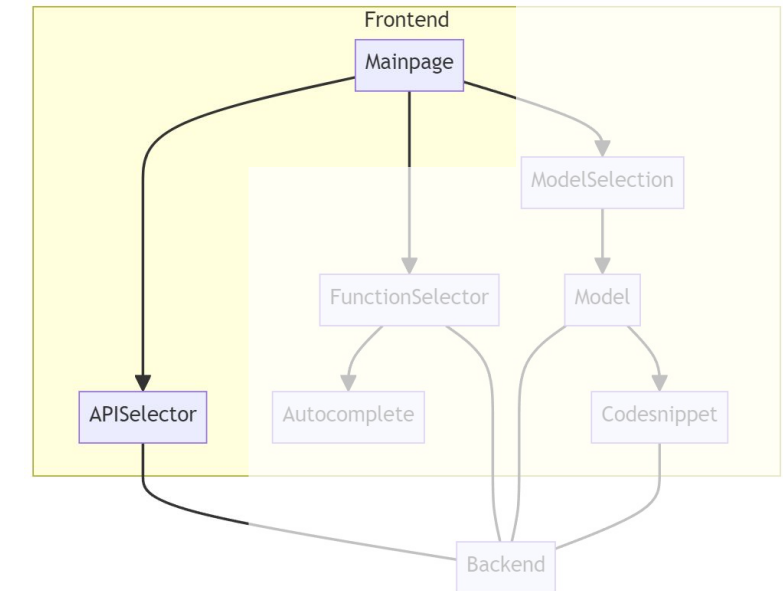 Frontend
Mainpage
ModelSelection
FunctionSelector
Model
APISelector
Autocomplete
Codesnippet
Backend